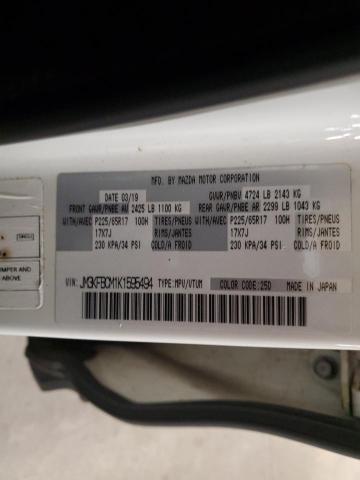 MFD. BY MAZDA MOTOR CORPORATION
DATE 03/19 GVWR/PNBV 4724 LB 2143 KG
FRONT GAWR/PNBE AV 2425 LB 1100 KG REAR GAWR/PNBE AR 2299 LB 1043 KG
WITH/AVEC P225/65R17 100H TIRES/PNEUS WITH/AVEC P225/65R17 100H TIRES/PNEUS
17X7J RIMS/JANTES 17X7J RIMS/JANTES
230 KPA/34 PSI COLD/A FROID 230 KPA/34 PSI COLD/A FROID
VIN: JM3KFBCM1K1595494 TYPE:MPV/VTUM COLOR CODE:25D MADE IN JAPAN
AND
ABOVE